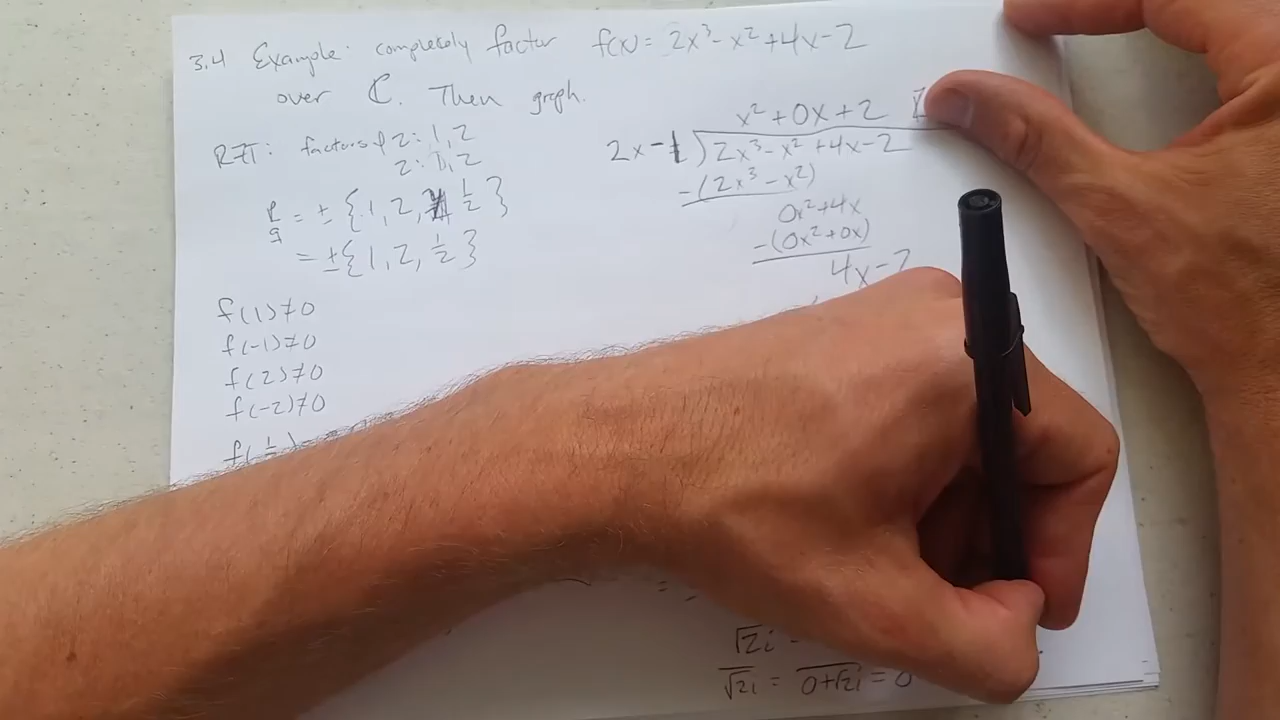 3.4 Example: completely factor f(x) = 2x³ - x² + 4x - 2
over ℂ. Then graph.
RZT: factors of 2: 1, 2
2: 1, 2
p/q = ± {1, 2, 1/2}
= ± {1, 2, 1/2}
f(1) ≠ 0
f(-1) ≠ 0
f(2) ≠ 0
f(-2) ≠ 0
f(1/2)
x² + 0x + 2
2x - 1 ) 2x³ - x² + 4x - 2
-(2x³ - x²)
0x² + 4x
-(0x² + 0x)
4x - 2
√2i
√2i = 0+√2i = 0